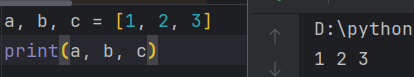 a, b, c = [1, 2, 3]
print(a, b, c)
D:\python
1 2 3